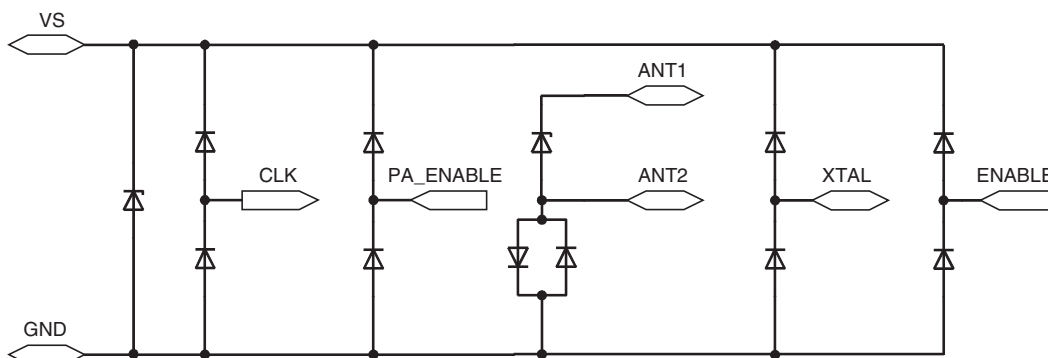 VS
ANT1
CLK
PA_ENABLE
ANT2
XTAL
ENABLE
GND